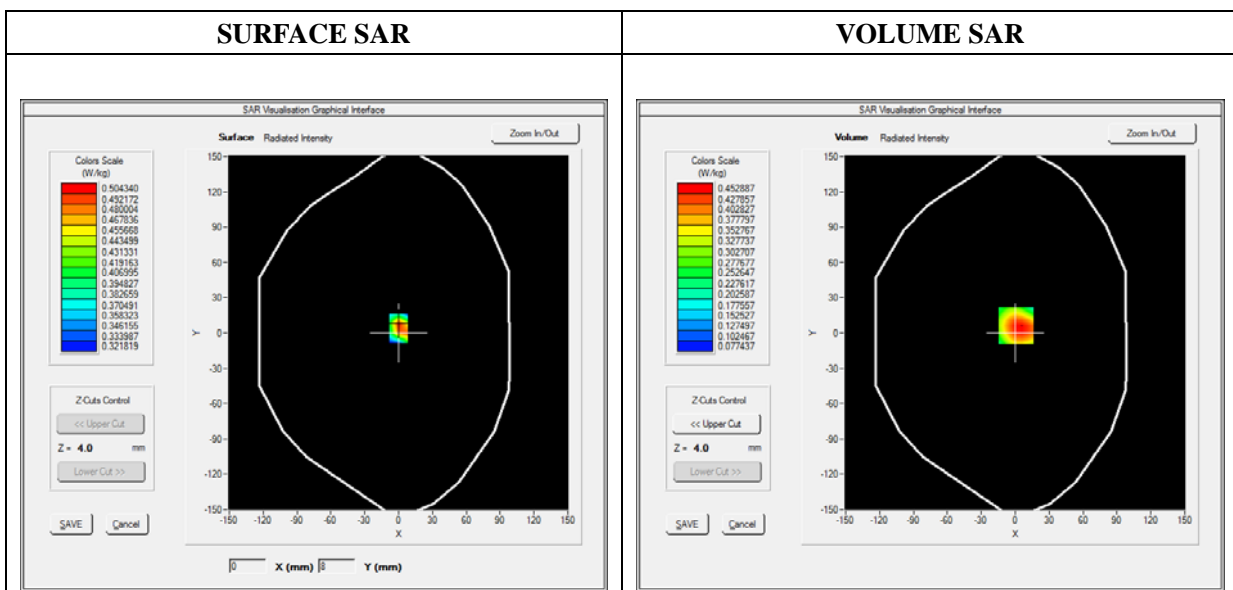 SURFACE SAR
VOLUME SAR
SAR Visualisation Graphical Interface
Surface Radiated Intensity
Zoom In/Out
Colors Scale
(W/kg)
0.504340
0.492172
0.480004
0.467836
0.455668
0.443499
0.431331
0.419163
0.406995
0.394827
0.382659
0.370491
0.358323
0.346155
0.333987
0.321819
Z-Cuts Control
<< Upper Cut
Z = 4.0 mm
Lower Cut >>
SAVE Cancel
150
120
90
60
30
0
-30
-60
-90
-120
-150
Y
-150 -120 -90 -60 -30 0 30 60 90 120 150
X
0 X (mm) 8 Y (mm)
SAR Visualisation Graphical Interface
Volume Radiated Intensity
Zoom In/Out
Colors Scale
(W/kg)
0.452887
0.427857
0.402827
0.377797
0.352767
0.327737
0.302707
0.277677
0.252647
0.227617
0.202587
0.177557
0.152527
0.127497
0.102467
0.077437
Z-Cuts Control
<< Upper Cut
Z = 4.0 mm
Lower Cut >>
SAVE Cancel
150
120
90
60
30
0
-30
-60
-90
-120
-150
Y
-150 -120 -90 -60 -30 0 30 60 90 120 150
X